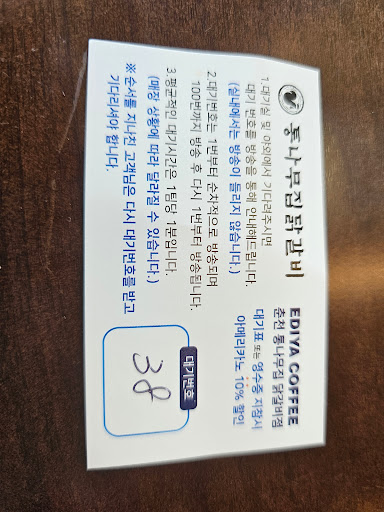 통나무집닭갈비
1.대기실 및 야외에서 기다려주시면
대기 번호를 방송을 통해 안내해드립니다.
(실내에서는 방송이 들리지 않습니다.)
2.대기번호는 1번부터 순차적으로 방송되며
100번까지 방송 후 다시 1번부터 방송됩니다.
3.평균적인 대기시간은 1팀당 1분입니다.
(매장 상황에 따라 달라질 수 있습니다.)
※ 순서를 지나친 고객님은 다시 대기번호를 받고
기다리셔야 합니다.
EDIYA COFFEE
춘천 통나무집 닭갈비점
대기표 또는 영수증 지참시
아메리카노 10% 할인
대기번호
38